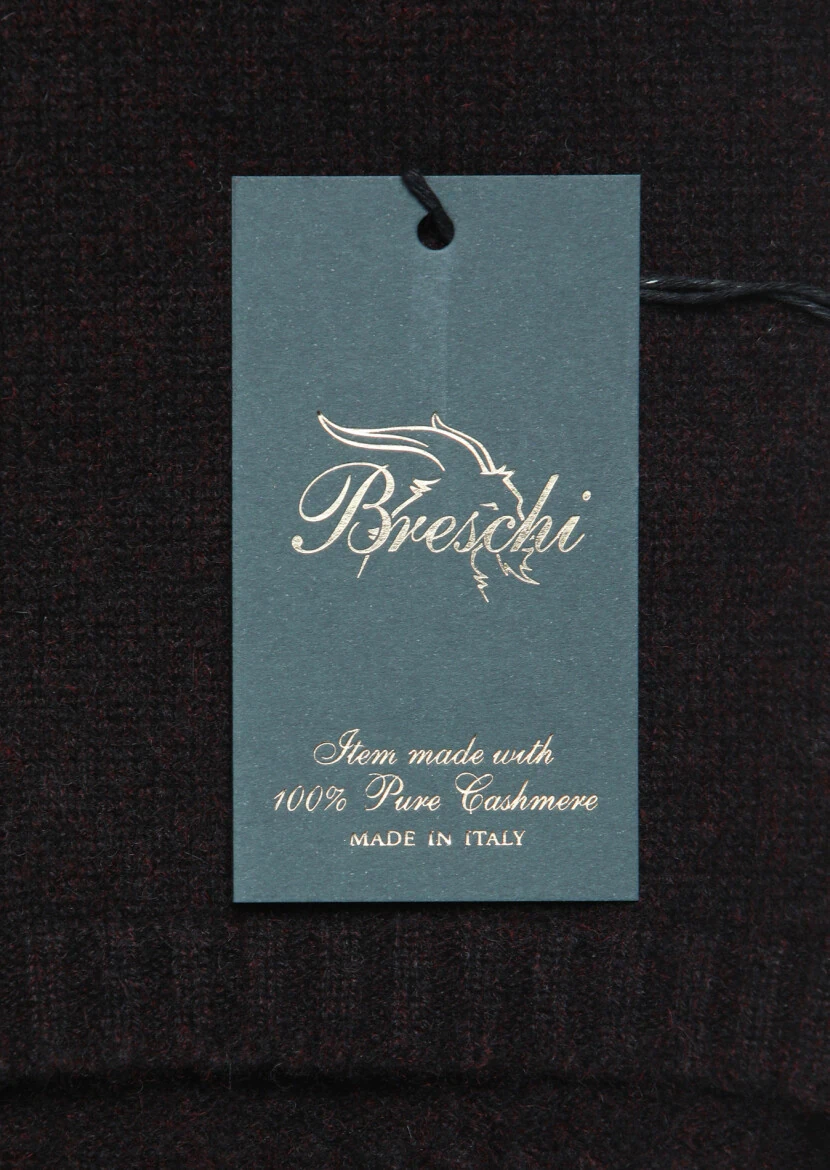 Breschi
Item made with
100% Pure Cashmere
MADE IN ITALY